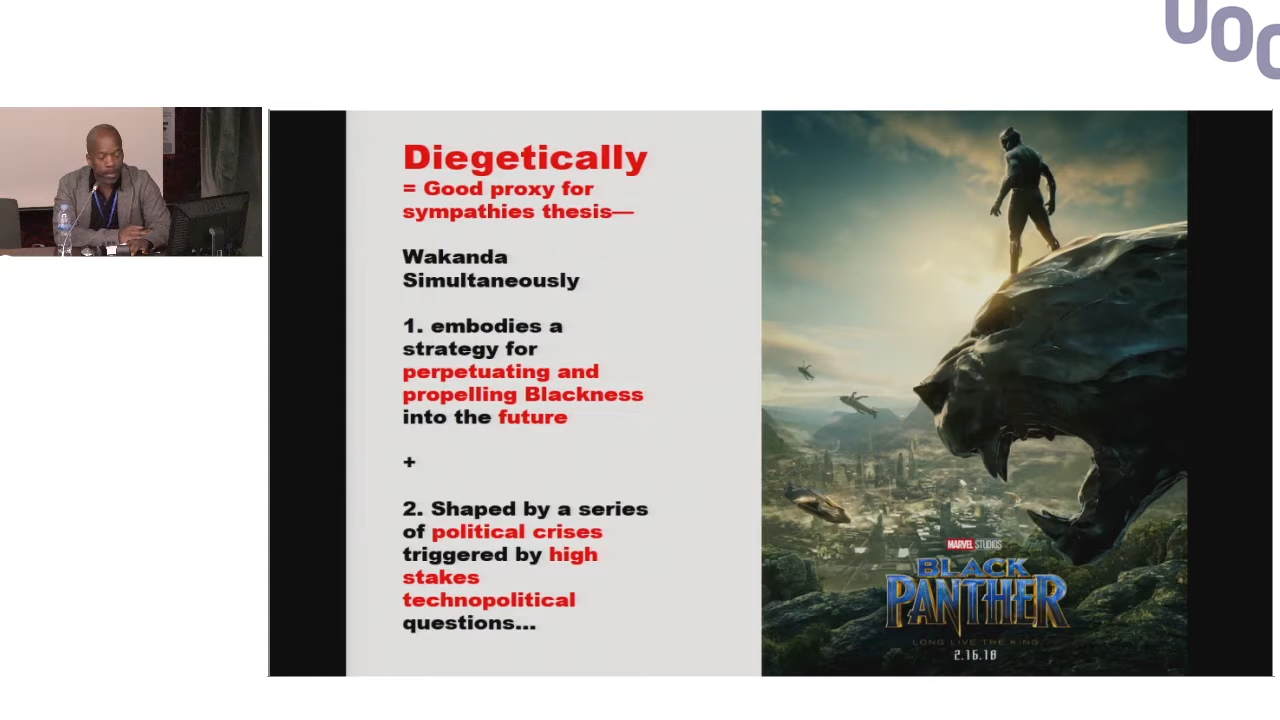 UOC
Diegetically
= Good proxy for
sympathies thesis—
Wakanda
Simultaneously
1. embodies a
strategy for
perpetuating and
propelling Blackness
into the future
+
2. Shaped by a series
of political crises
triggered by high
stakes
technopolitical
questions...
MARVEL STUDIOS
BLACK
PANTHER
LONG LIVE THE KING
2.16.18